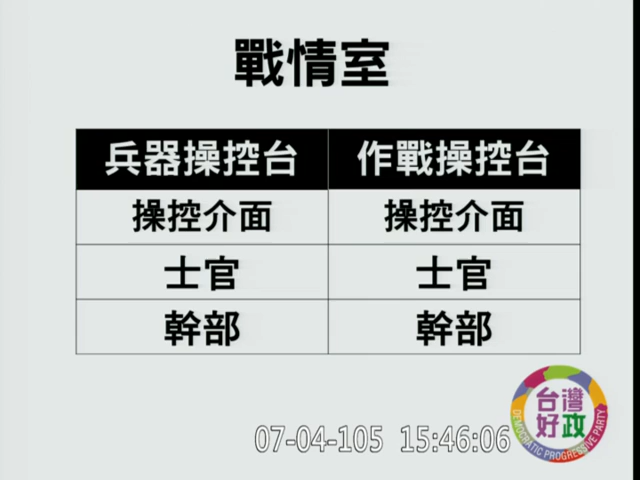 戰情室
兵器操控台 作戰操控台
操控介面 操控介面
士官 士官
幹部 幹部
台灣
好政
DEMOCRATIC PROGRESSIVE PARTY
07-04-105 15:46:06